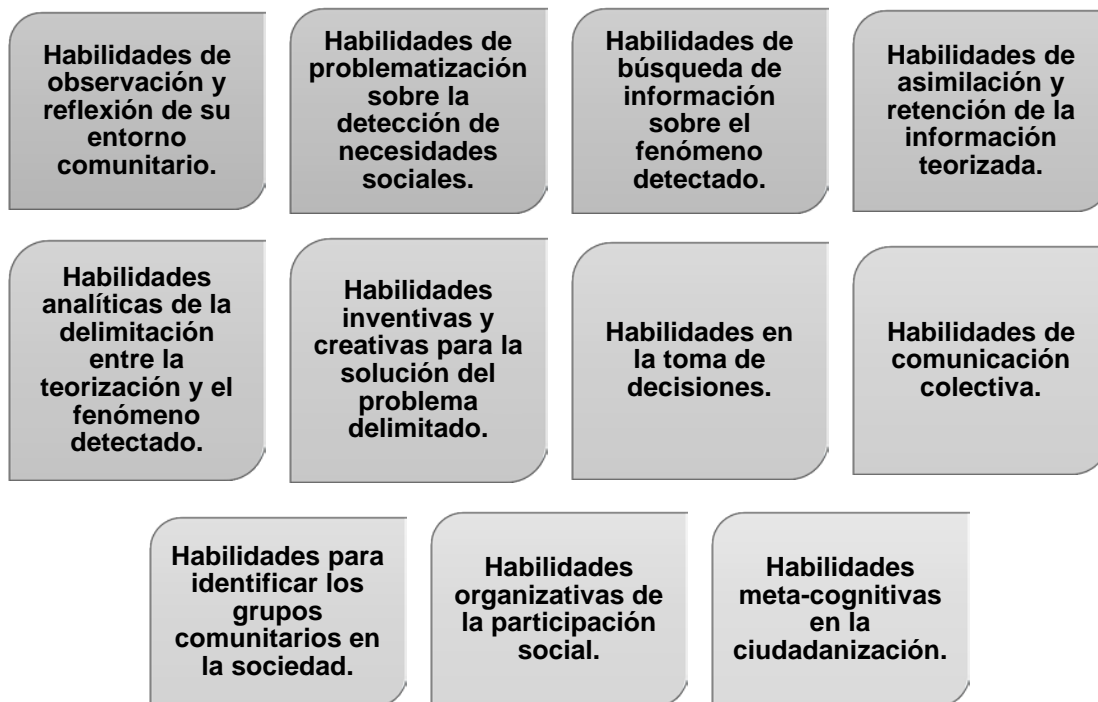 Habilidades de
observación y
reflexión de su
entorno
comunitario.
Habilidades de
problematización
sobre la
detección de
necesidades
sociales.
Habilidades de
búsqueda de
información
sobre el
fenómeno
detectado.
Habilidades de
asimilación y
retención de la
información
teorizada.
Habilidades
analíticas de la
delimitación
entre la
teorización y el
fenómeno
detectado.
Habilidades
inventivas y
creativas para la
solución del
problema
delimitado.
Habilidades en
la toma de
decisiones.
Habilidades de
comunicación
colectiva.
Habilidades para
identificar los
grupos
comunitarios en
la sociedad.
Habilidades
organizativas de
la participación
social.
Habilidades
meta-cognitivas
en la
ciudadanización.